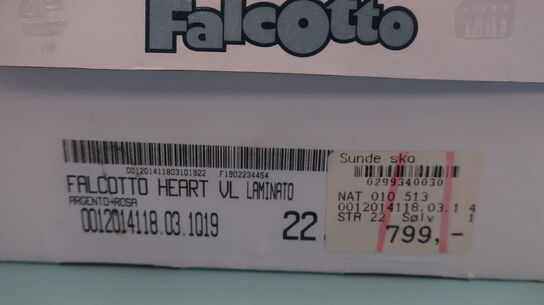 Falcotto
001201411803101922 .F1902234454
FALCOTTO HEART VL LAMINATO
ARGENTO+ROSA
0012014118.03.1019 22
Sunde sko
0299340030
NAT 010 513
0012014118.03.1 4
STR 22 Sølv 1
799,-